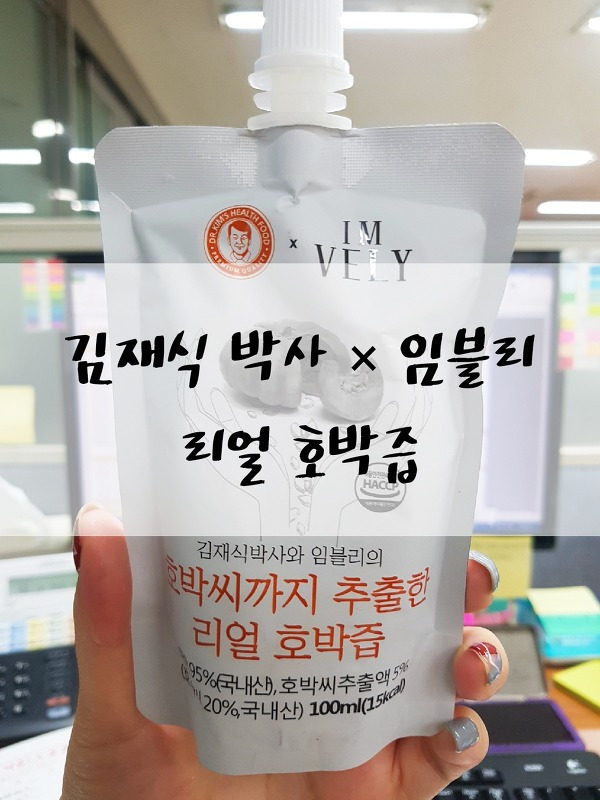 DR KIM'S HEALTH FOOD
PREMIUM QUALITY
x
IM
VELY
김재식 박사 x 임블리
리얼 호박즙
HACCP
김재식박사와 임블리의
호박씨까지 추출한
리얼 호박즙
95%(국내산), 호박씨추출액 5%
20%, 국내산) 100ml(15kcal)